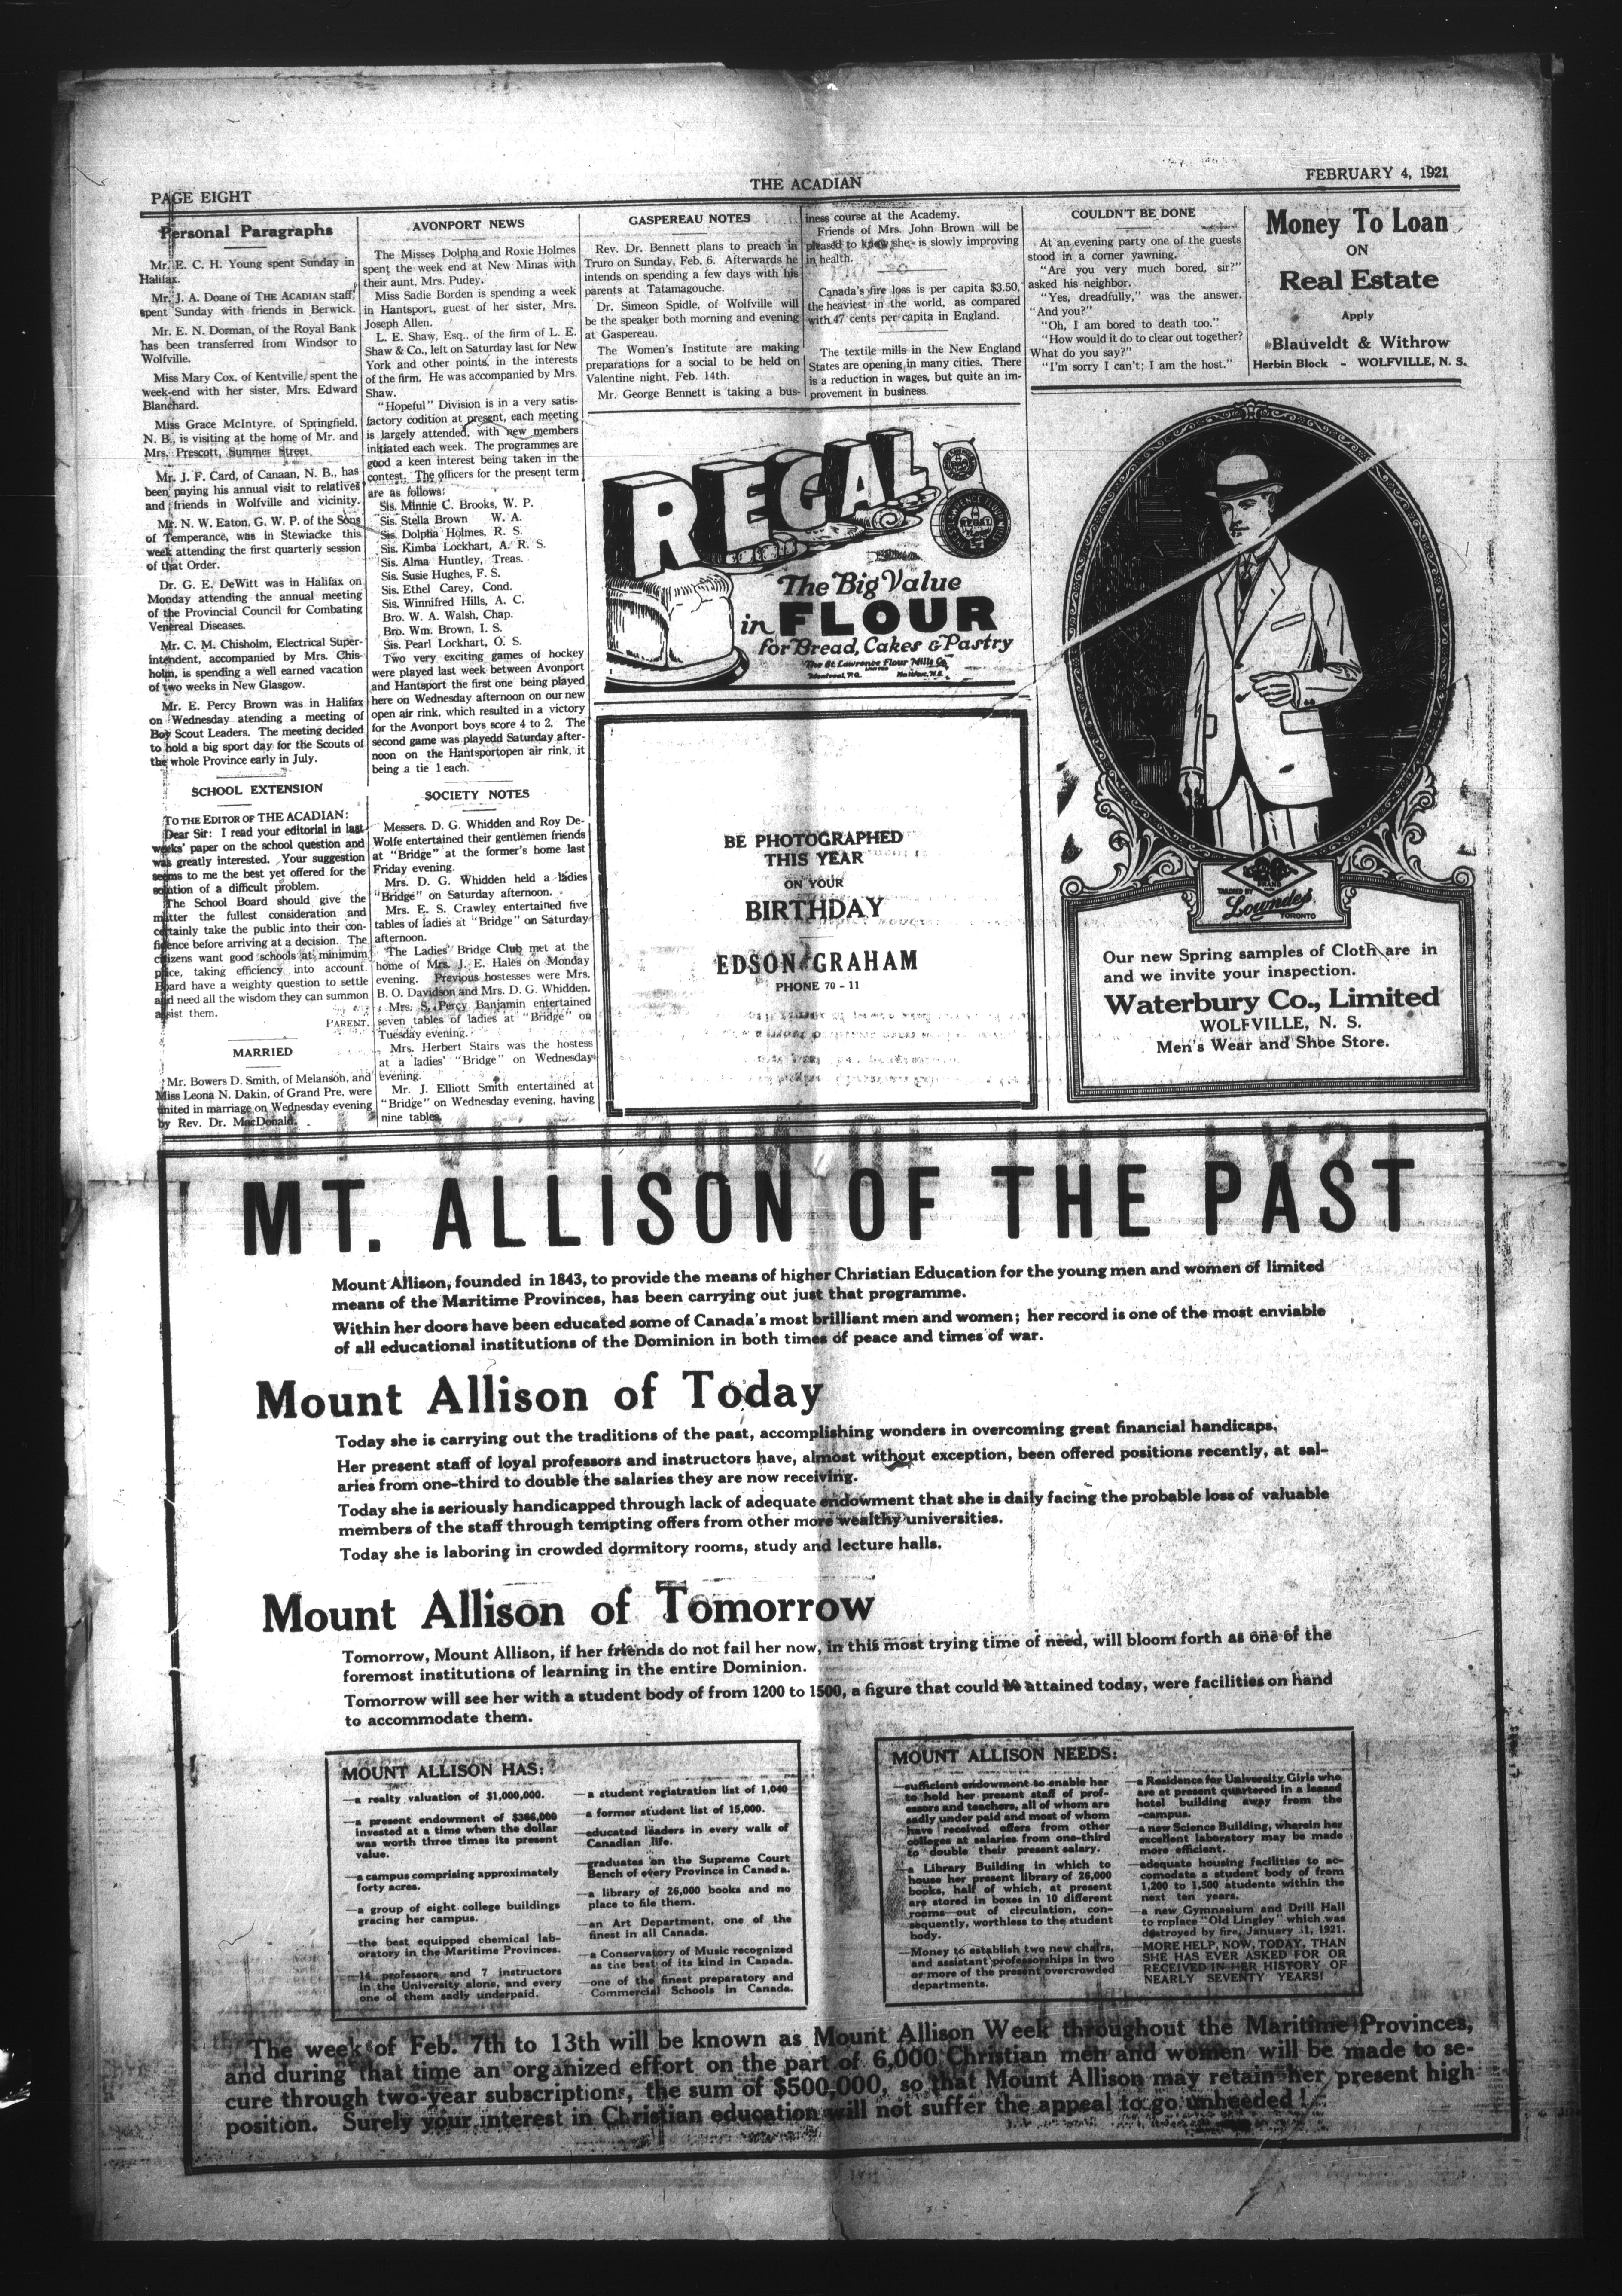 PAGE EIGHT
THE ACADIAN
FEBRUARY 4, 1921
Personal Paragraphs
Mr. E. C. H. Young spent Sunday in
Halifax.
Mr. J. A. Doane of THE ACADIAN staff,
spent Sunday with friends in Berwick.
Mr. E. N. Dorman, of the Royal Bank
has been transferred from Windsor to
Wolfville.
Miss Mary Cox, of Kentville, spent the
week-end with her sister, Mrs. Edward
Blanchard.
Miss Grace McIntyre, of Springfield,
N. B., is visiting at the home of Mr. and
Mrs. Prescott, Summer Street.
Mr. J. F. Card, of Canaan, N. B., has
been paying his annual visit to relatives
and friends in Wolfville and vicinity.
Mr. N. W. Eaton, G. W. P. of the Sons
of Temperance, was in Stewiacke this
week attending the first quarterly session
of that Order.
Dr. G. E. DeWitt was in Halifax on
Monday attending the annual meeting
of the Provincial Council for Combating
Venereal Diseases.
Mr. C. M. Chisholm, Electrical Super-
intendent, accompanied by Mrs. Chis-
holm, is spending a well earned vacation
of two weeks in New Glasgow.
Mr. E. Percy Brown was in Halifax
on Wednesday atending a meeting of
Boy Scout Leaders. The meeting decided
to hold a big sport day for the Scouts of
the whole Province early in July.
SCHOOL EXTENSION
TO THE EDITOR OF THE ACADIAN:
Dear Sir: I read your editorial in last
weeks' paper on the school question and
was greatly interested. Your suggestion
seems to me the best yet offered for the
solution of a difficult problem.
The School Board should give the
matter the fullest consideration and
certainly take the public into their con-
fidence before arriving at a decision. The
citizens want good schools at minimum
price, taking efficiency into account.
Board have a weighty question to settle
and need all the wisdom they can summon
assist them.
PARENT.
MARRIED
Mr. Bowers D. Smith, of Melanson, and
Miss Leona N. Dakin, of Grand Pre, were
united in marriage on Wednesday evening
by Rev. Dr. MacDonald.
AVONPORT NEWS
The Misses Dolpha and Roxie Holmes
spent the week end at New Minas with
their aunt, Mrs. Pudey.
Miss Sadie Borden is spending a week
in Hantsport, guest of her sister, Mrs.
Joseph Allen.
L. E. Shaw, Esq., of the firm of L. E.
Shaw & Co., left on Saturday last for New
York and other points, in the interests
of the firm. He was accompanied by Mrs.
Shaw.
"Hopeful" Division is in a very satis-
factory codition at present, each meeting
is largely attended, with new members
initiated each week. The programmes are
good a keen interest being taken in the
contest. The officers for the present term
are as follows:
Sis. Minnie C. Brooks, W. P.
Sis. Stella Brown W. A.
Sis. Dolpha Holmes, R. S.
Sis. Kimba Lockhart, A. R. S.
Sis. Alma Huntley, Treas.
Sis. Susie Hughes, F. S.
Sis. Ethel Carey, Cond.
Sis. Winnifred Hills, A. C.
Bro. W. A. Walsh, Chap.
Bro. Wm. Brown, I. S.
Sis. Pearl Lockhart, O. S.
Two very exciting games of hockey
were played last week between Avonport
and Hantsport the first one being played
here on Wednesday afternoon on our new
open air rink, which resulted in a victory
for the Avonport boys score 4 to 2. The
second game was playedd Saturday after-
noon on the Hantsportopen air rink, it
being a tie 1 each.
SOCIETY NOTES
Messers. D. G. Whidden and Roy De-
Wolfe entertained their gentlemen friends
at "Bridge" at the former's home last
Friday evening.
Mrs. D. G. Whidden held a ladies
"Bridge" on Saturday afternoon.
Mrs. E. S. Crawley entertained five
tables of ladies at "Bridge" on Saturday
afternoon.
The Ladies' Bridge Club met at the
home of Mrs. J. E. Hales on Monday
evening. Previous hostesses were Mrs.
B. O. Davidson and Mrs. D. G. Whidden.
Mrs. S. Percy Banjamin entertained
seven tables of ladies at "Bridge" on
Tuesday evening.
Mrs. Herbert Stairs was the hostess
at a ladies' "Bridge" on Wednesday
evening.
Mr. J. Elliott Smith entertained at
"Bridge" on Wednesday evening, having
nine tables.
GASPEREAU NOTES
Rev. Dr. Bennett plans to preach in
Truro on Sunday, Feb. 6. Afterwards he
intends on spending a few days with his
parents at Tatamagouche.
Dr. Simeon Spidle, of Wolfville will
be the speaker both morning and evening
at Gaspereau.
The Women's Institute are making
preparations for a social to be held on
Valentine night, Feb. 14th.
Mr. George Bennett is taking a bus-
iness course at the Academy.
Friends of Mrs. John Brown will be
pleased to know she is slowly improving
in health.
Canada's fire loss is per capita $3.50,
the heaviest in the world, as compared
with 47 cents per capita in England.
The textile mills in the New England
States are opening in many cities. There
is a reduction in wages, but quite an im-
provement in business.
COULDN'T BE DONE
At an evening party one of the guests
stood in a corner yawning.
"Are you very much bored, sir?"
asked his neighbor.
"Yes, dreadfully," was the answer.
"And you?"
"Oh, I am bored to death too."
"How would it do to clear out together?
What do you say?"
"I'm sorry I can't; I am the host."
Money To Loan
ON
Real Estate
Apply
Blauveldt & Withrow
Herbin Block - WOLFVILLE, N. S.
REGAL
The Big Value
in FLOUR
for Bread, Cakes & Pastry
The St. Lawrence Flour Mills Co.
LIMITED
Montreal, P.Q. Halifax, N.S.
BE PHOTOGRAPHED
THIS YEAR
ON YOUR
BIRTHDAY
EDSON GRAHAM
PHONE 70 - 11
BRAND
TAILORED BY
Lowndes
TORONTO
Our new Spring samples of Cloth are in
and we invite your inspection.
Waterbury Co., Limited
WOLFVILLE, N. S.
Men's Wear and Shoe Store.
MT. ALLISON OF THE PAST
Mount Allison, founded in 1843, to provide the means of higher Christian Education for the young men and women of limited
means of the Maritime Provinces, has been carrying out just that programme.
Within her doors have been educated some of Canada's most brilliant men and women; her record is one of the most enviable
of all educational institutions of the Dominion in both times of peace and times of war.
Mount Allison of Today
Today she is carrying out the traditions of the past, accomplishing wonders in overcoming great financial handicaps.
Her present staff of loyal professors and instructors have, almost without exception, been offered positions recently, at sal-
aries from one-third to double the salaries they are now receiving.
Today she is seriously handicapped through lack of adequate endowment that she is daily facing the probable loss of valuable
members of the staff through tempting offers from other more wealthy universities.
Today she is laboring in crowded dormitory rooms, study and lecture halls.
Mount Allison of Tomorrow
Tomorrow, Mount Allison, if her friends do not fail her now, in this most trying time of need, will bloom forth as one of the
foremost institutions of learning in the entire Dominion.
Tomorrow will see her with a student body of from 1200 to 1500, a figure that could be attained today, were facilities on hand
to accommodate them.
MOUNT ALLISON HAS:
—a realty valuation of $1,000,000.
—a present endowment of $366,000
invested at a time when the dollar
was worth three times its present
value.
—a campus comprising approximately
forty acres.
—a group of eight college buildings
gracing her campus.
—the best equipped chemical lab-
oratory in the Maritime Provinces.
—14 professors and 7 instructors
in the University alone, and every
one of them sadly underpaid.
—a student registration list of 1,040
—a former student list of 15,000.
—educated leaders in every walk of
Canadian life.
—graduates on the Supreme Court
Bench of every Province in Canada.
—a library of 26,000 books and no
place to file them.
—an Art Department, one of the
finest in all Canada.
—a Conservatory of Music recognized
as the best of its kind in Canada.
—one of the finest preparatory and
Commercial Schools in Canada.
MOUNT ALLISON NEEDS:
—sufficient endowment to enable her
to hold her present staff of prof-
essors and teachers, all of whom are
sadly under paid and most of whom
have received offers from other
colleges at salaries from one-third
to double their present salary.
—a Library Building in which to
house her present library of 26,000
books, half of which, at present
are stored in boxes in 10 different
rooms—out of circulation, con-
sequently, worthless to the student
body.
—Money to establish two new chairs,
and assistant professorships in two
or more of the present overcrowded
departments.
—a Residence for University Girls who
are at present quartered in a leased
hotel building away from the
campus.
—a new Science Building, wherein her
excellent laboratory may be made
more efficient.
—adequate housing facilities to ac-
comodate a student body of from
1,200 to 1,500 students within the
next ten years.
—a new Gymnasium and Drill Hall
to replace "Old Lingley" which was
destroyed by fire, January 31, 1921.
—MORE HELP, NOW, TODAY, THAN
SHE HAS EVER ASKED FOR OR
RECEIVED IN HER HISTORY OF
NEARLY SEVENTY YEARS!
The week of Feb. 7th to 13th will be known as Mount Allison Week throughout the Maritime Provinces,
and during that time an organized effort on the part of 6,000 Christian men and women will be made to se-
cure through two-year subscriptions, the sum of $500,000, so that Mount Allison may retain her present high
position. Surely your interest in Christian education will not suffer the appeal to go unheeded!